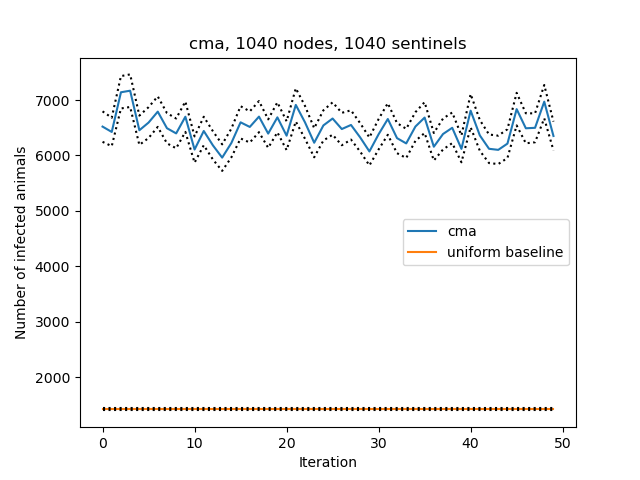 cma, 1040 nodes, 1040 sentinels
Number of infected animals
7000
6000
5000
4000
3000
2000
cma
uniform baseline
0
10
20
30
40
50
Iteration